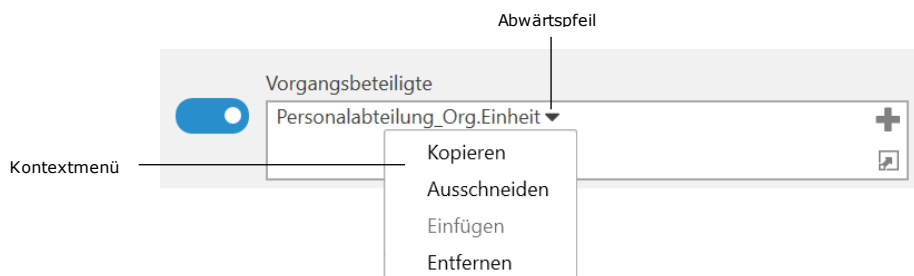 Abwärtspfeil
Vorgangsbeteiligte
Personalabteilung_Org.Einheit
Kontextmenü
Kopieren
Ausschneiden
Einfügen
Entfernen